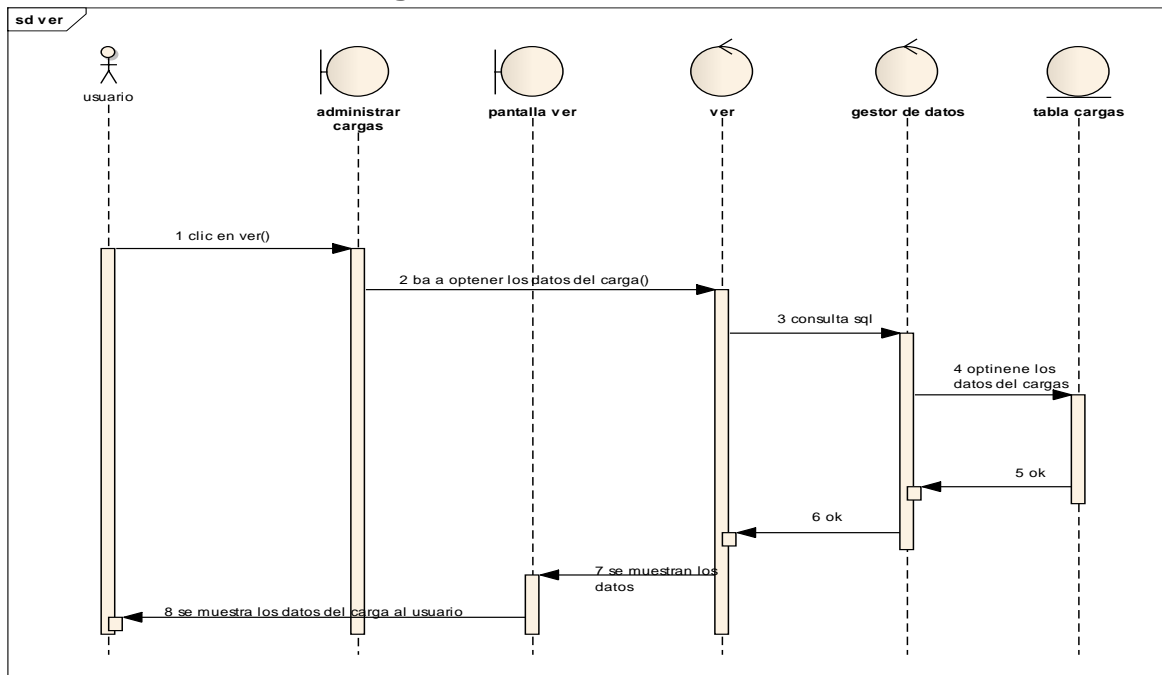 sd ver
usuario
administrar
cargas
pantalla ver
ver
gestor de datos
tabla cargas
1 clic en ver()
2 ba a optener los datos del carga()
3 consulta sql
4 optinene los
datos del cargas
5 ok
6 ok
7 se muestran los
datos
8 se muestra los datos del carga al usuario